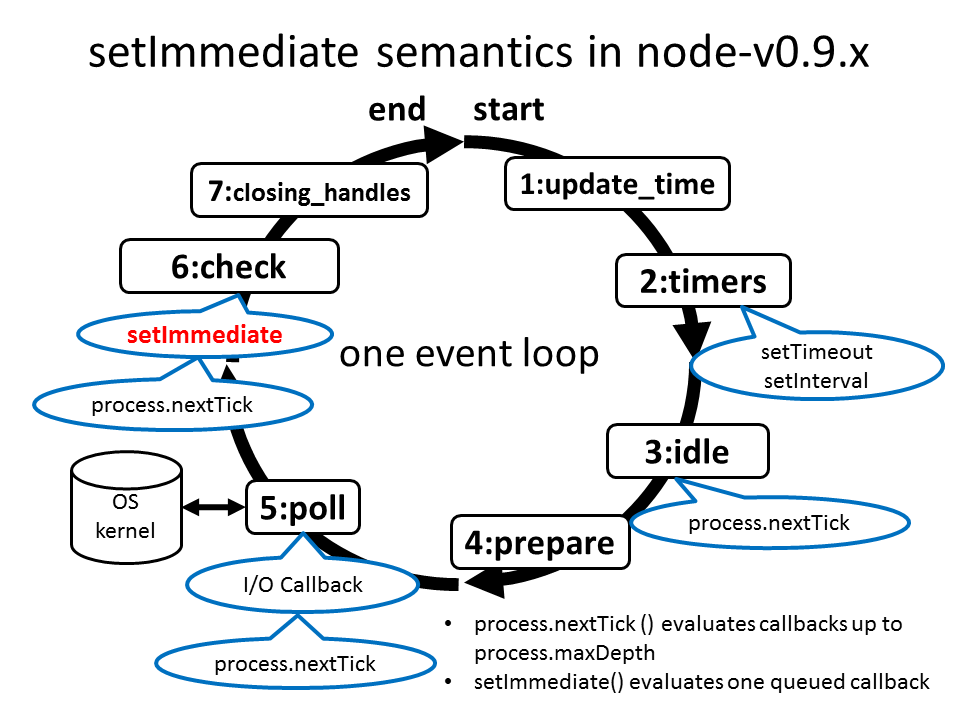 setImmediate semantics in node-v0.9.x
end start
7:closing_handles
1:update_time
6:check
2:timers
setImmediate
one event loop
setTimeout
setInterval
process.nextTick
3:idle
OS
kernel
5:poll
4:prepare
process.nextTick
I/O Callback
process.nextTick
• process.nextTick () evaluates callbacks up to
process.maxDepth
• setImmediate() evaluates one queued callback